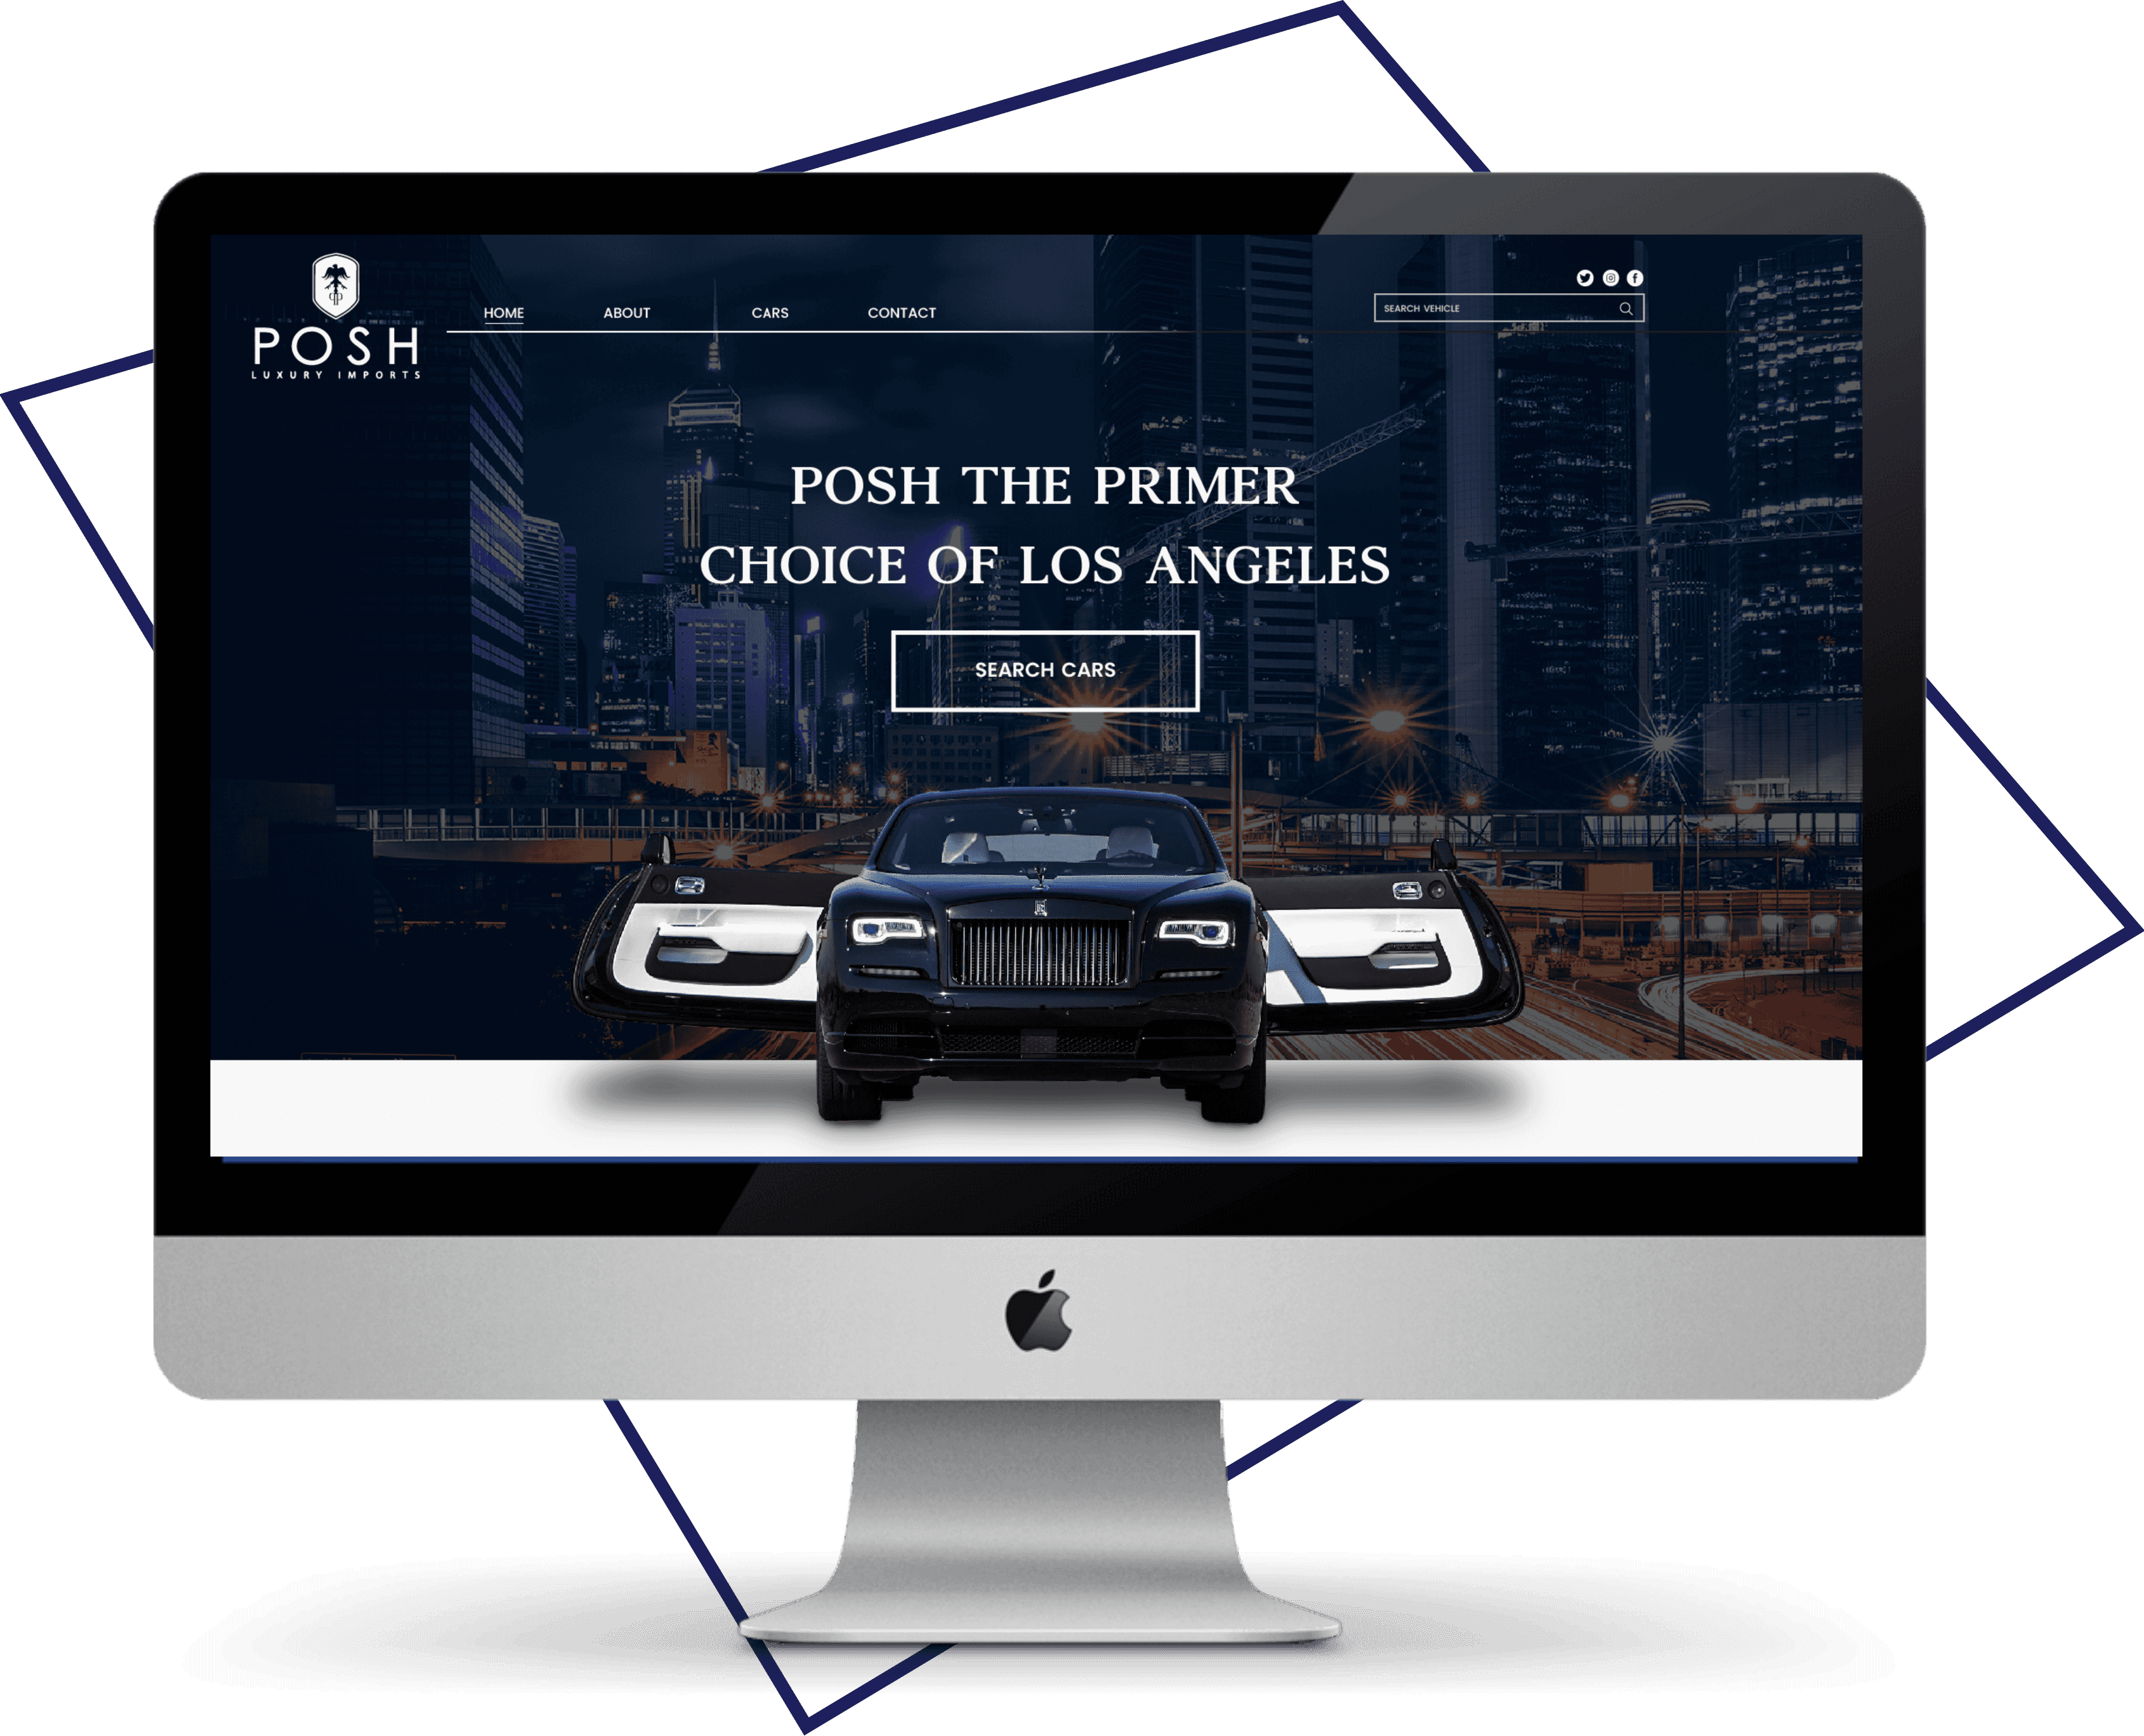 POSH
LUXURY IMPORTS
HOME ABOUT CARS CONTACT
SEARCH VEHICLE
POSH THE PRIMER
CHOICE OF LOS ANGELES
SEARCH CARS